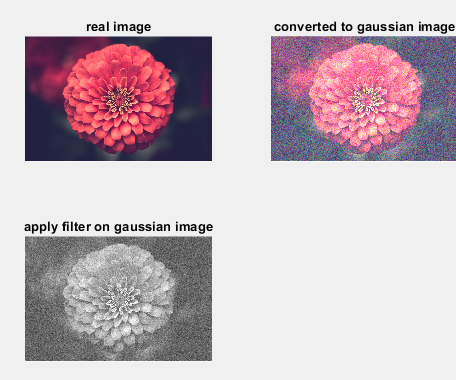 real image
converted to gaussian image
apply filter on gaussian image